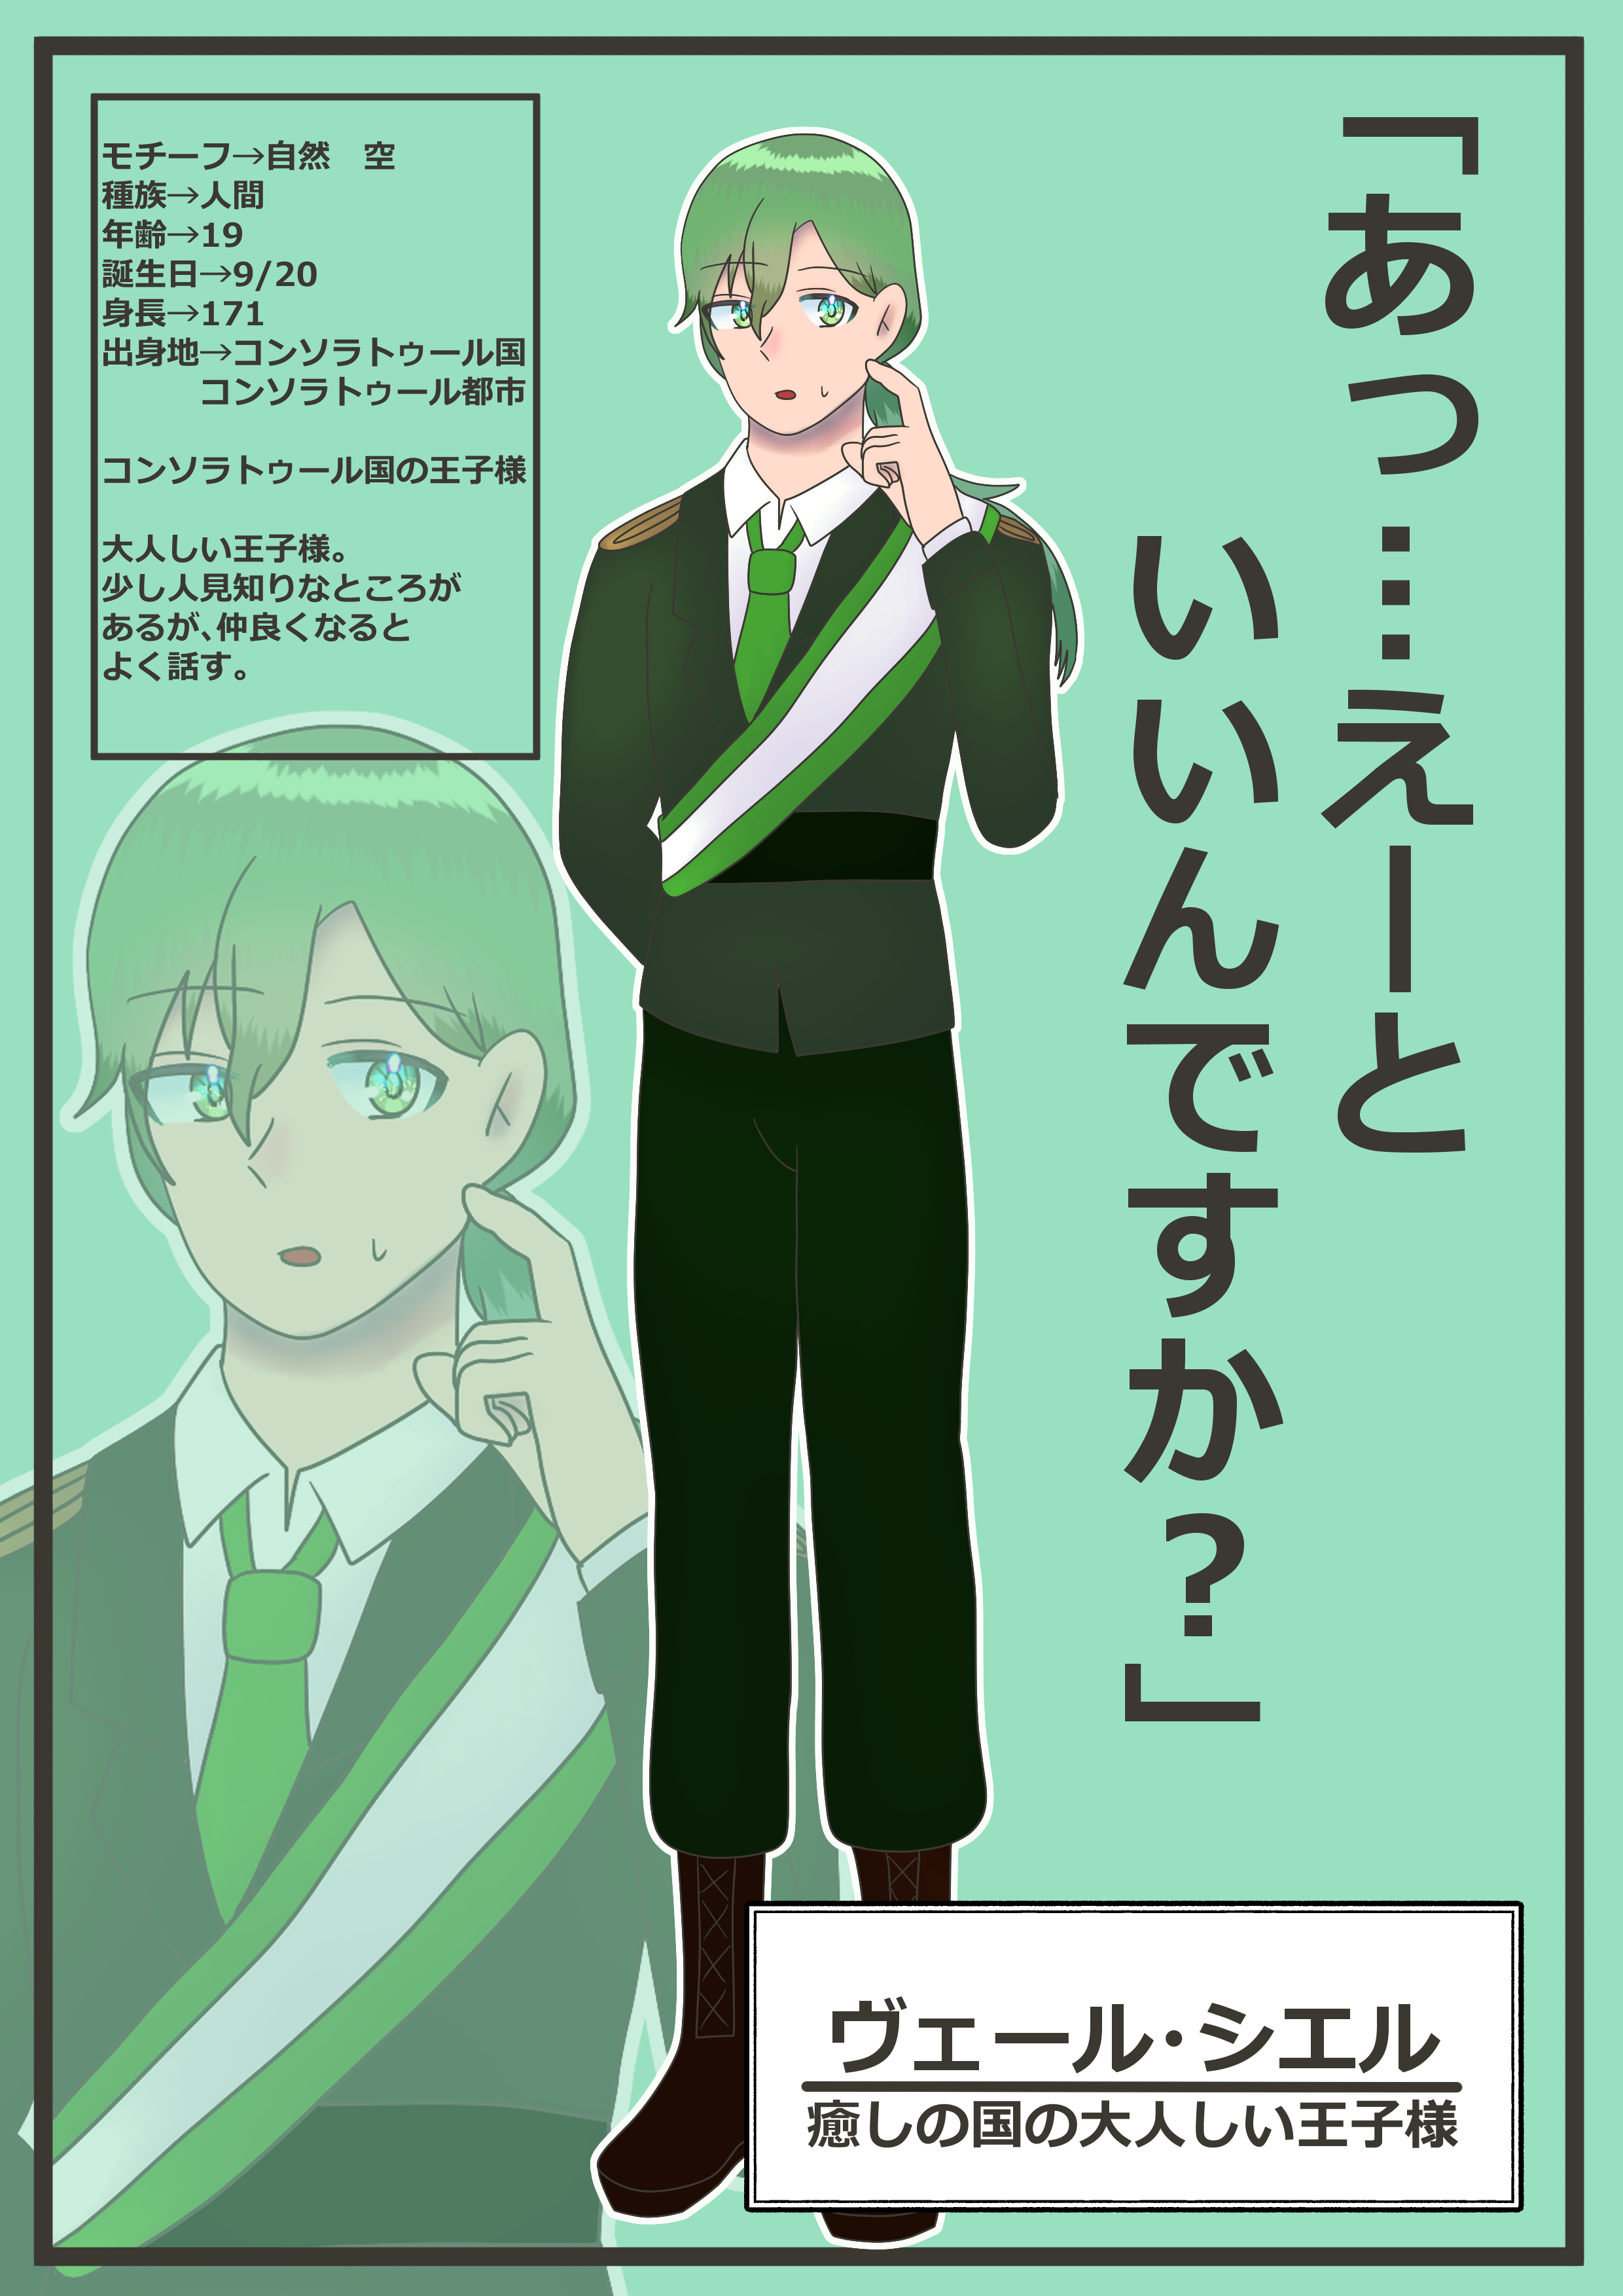 モチーフ→自然　空
種族→人間
年齢→19
誕生日→9/20
身長→171
出身地→コンソラトゥール国
コンソラトゥール都市
コンソラトゥール国の王子様
大人しい王子様。
少し人見知りなところが
あるが、仲良くなると
よく話す。
「あっ…えーと
いいんですか?」
ヴェール・シエル
癒しの国の大人しい王子様